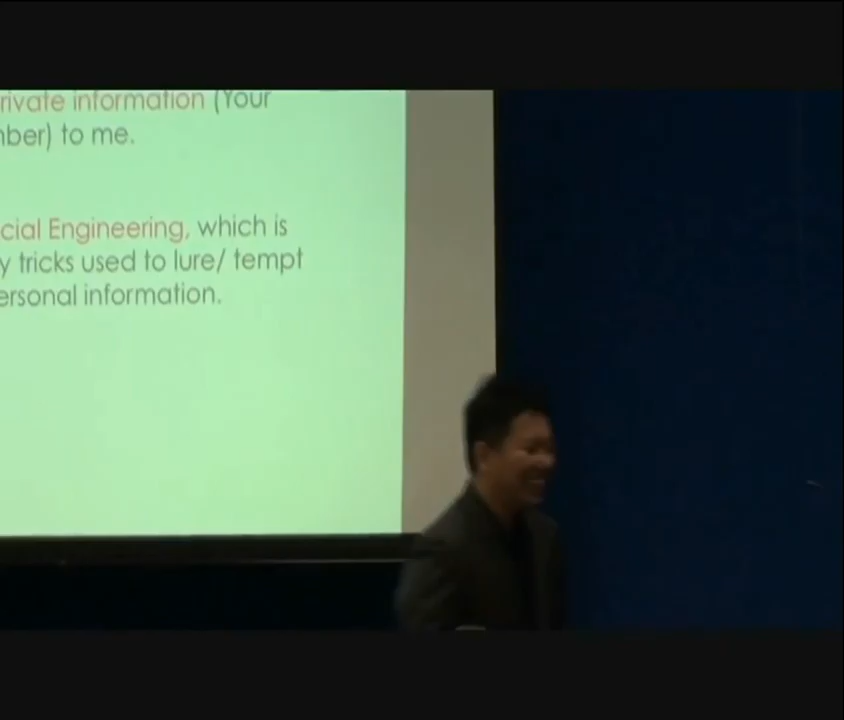 rivate information (Your
nber) to me.
cial Engineering, which is
y tricks used to lure/ tempt
ersonal information.